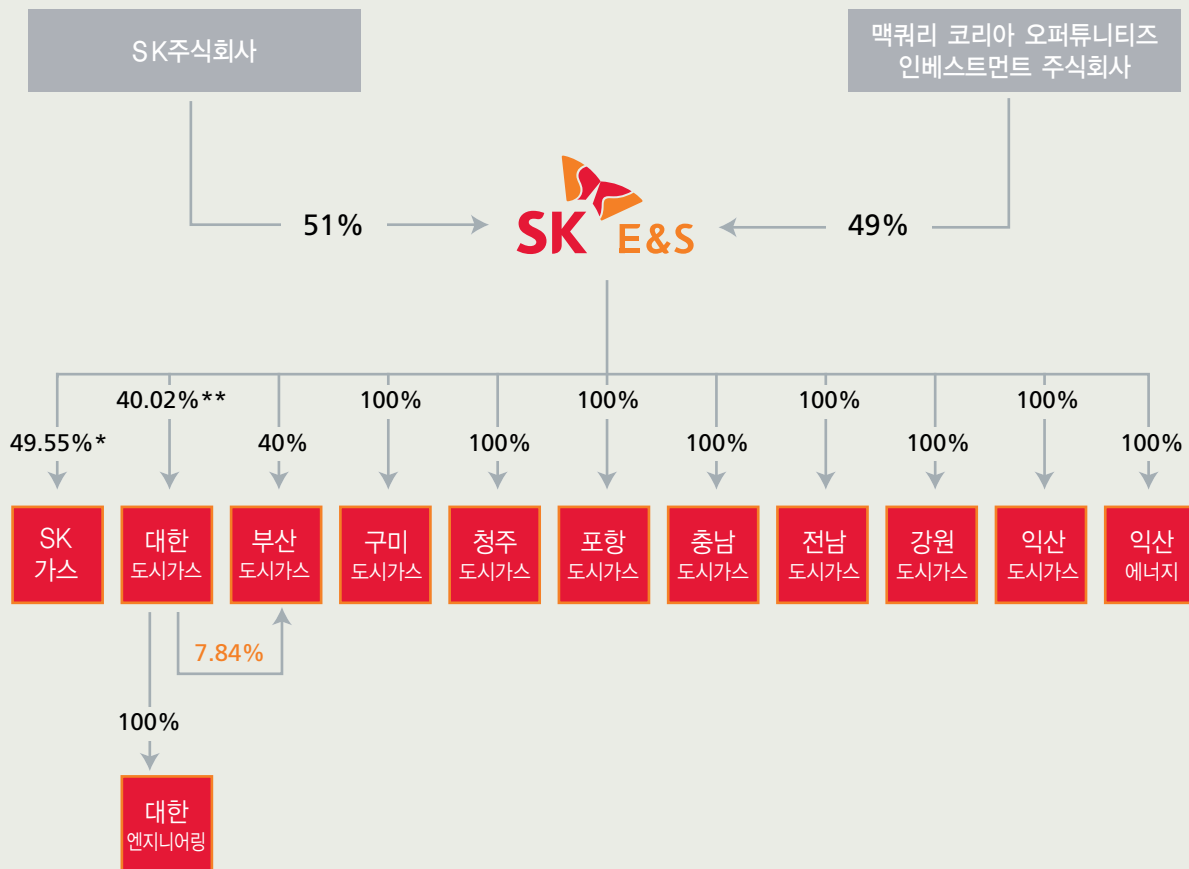 SK주식회사
맥쿼리 코리아 오퍼튜니티즈
인베스트먼트 주식회사
51%
SK E&S
49%
40.02%**
100%
100%
100%
100%
49.55%*
40%
100%
100%
100%
100%
SK
가스
대한
도시가스
부산
도시가스
구미
도시가스
청주
도시가스
포항
도시가스
충남
도시가스
전남
도시가스
강원
도시가스
익산
도시가스
익산
에너지
7.84%
100%
대한
엔지니어링